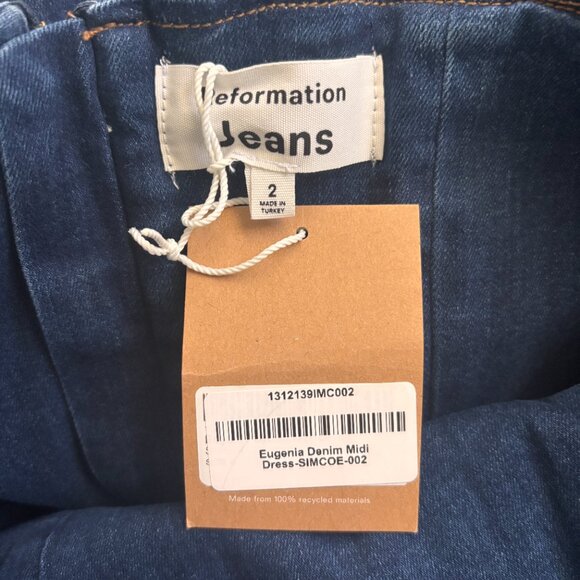 Reformation
Jeans
2
MADE IN
TURKEY
1312139IMC002
Eugenia Denim Midi
Dress-SIMCOE-002
Made from 100% recycled materials